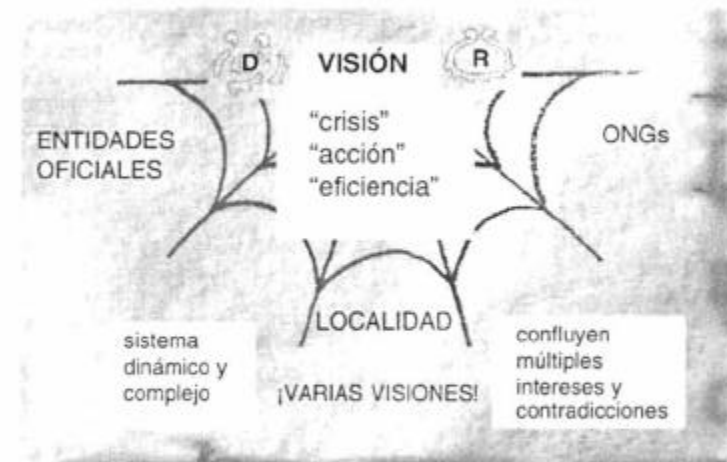 D VISIÓN R
"crisis"
"acción"
"eficiencia"
ENTIDADES
OFICIALES
ONGs
LOCALIDAD
sistema
dinámico y
complejo
¡VARIAS VISIONES!
confluyen
múltiples
intereses y
contradicciones